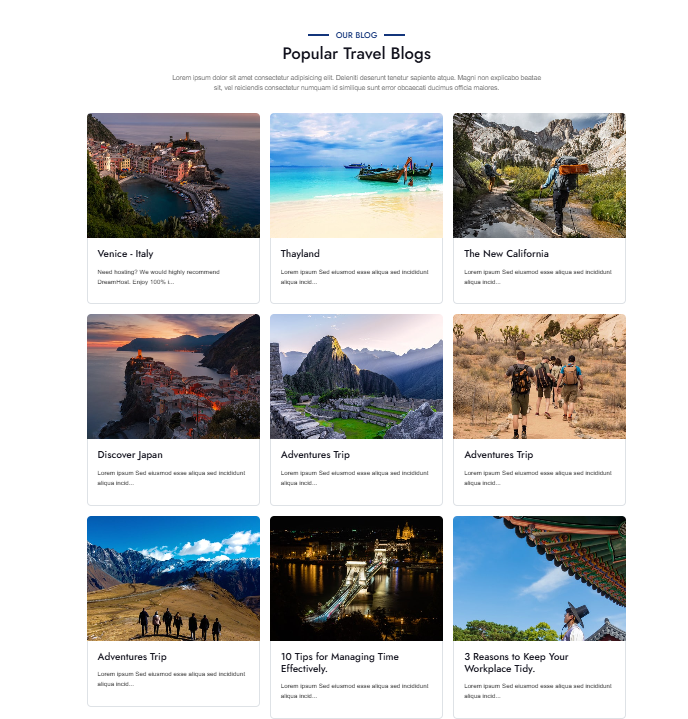 OUR BLOG
Popular Travel Blogs
Lorem ipsum dolor sit amet consectetur adipisicing elit. Deleniti deserunt tenetur sapiente atque. Magni non explicabo beatae
sit, vel reiciendis consectetur numquam id similique sunt error obcaecati ducimus officia maiores.
Venice - Italy
Need hosting? We would highly recommend
DreamHost. Enjoy 100% i...
Thayland
Lorem ipsum Sed eiusmod esse aliqua sed incididunt
aliqua incid...
The New California
Lorem ipsum Sed eiusmod esse aliqua sed incididunt
aliqua incid...
Discover Japan
Lorem ipsum Sed eiusmod esse aliqua sed incididunt
aliqua incid...
Adventures Trip
Lorem ipsum Sed eiusmod esse aliqua sed incididunt
aliqua incid...
Adventures Trip
Lorem ipsum Sed eiusmod esse aliqua sed incididunt
aliqua incid...
Adventures Trip
Lorem ipsum Sed eiusmod esse aliqua sed incididunt
aliqua incid...
10 Tips for Managing Time
Effectively.
Lorem ipsum Sed eiusmod esse aliqua sed incididunt
aliqua incid...
3 Reasons to Keep Your
Workplace Tidy.
Lorem ipsum Sed eiusmod esse aliqua sed incididunt
aliqua incid...